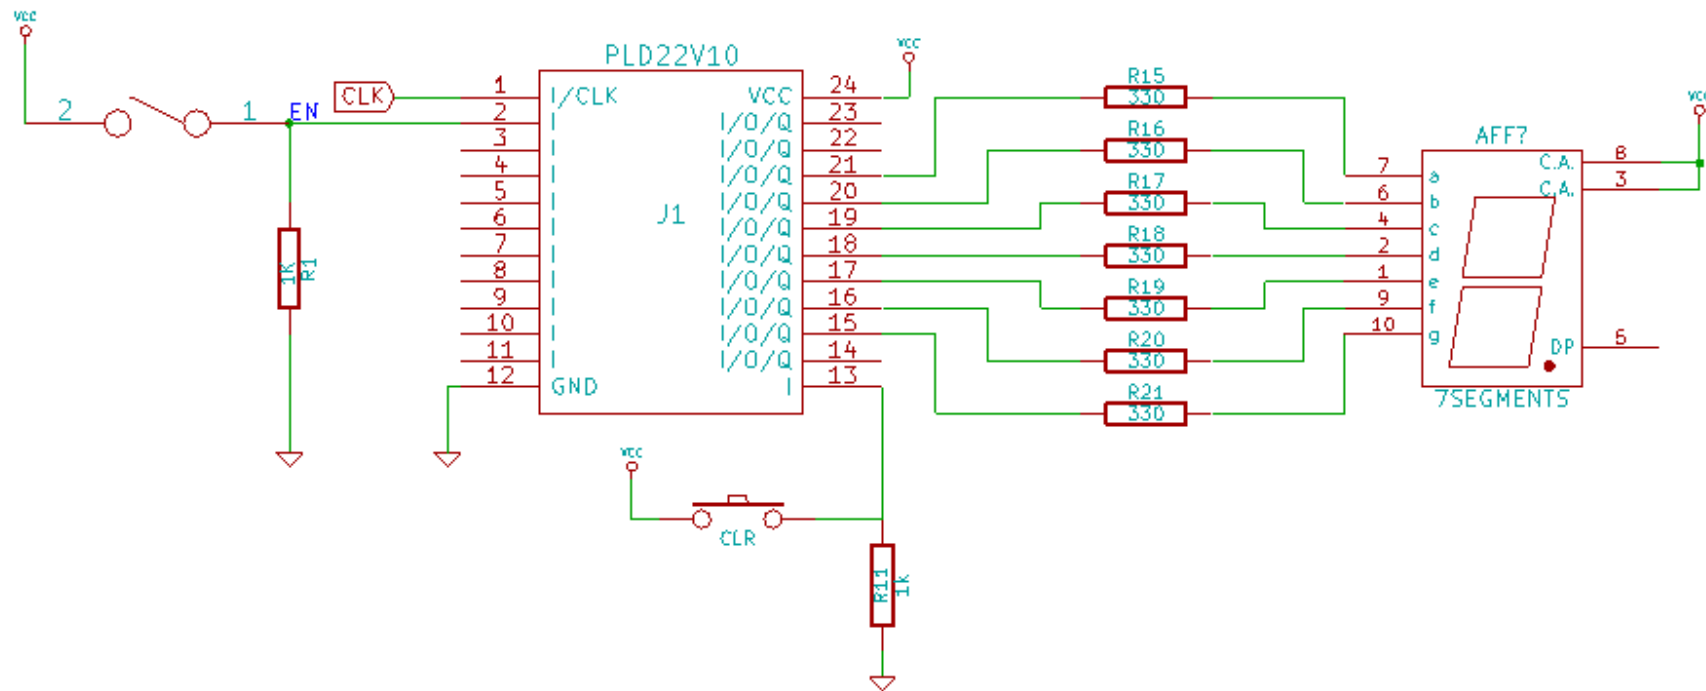 VCC
2
1
EN
1K
R1
CLK
PLD22V10
J1
1 I/CLK
2 I
3 I
4 I
5 I
6 I
7 I
8 I
9 I
10 I
11 I
12 GND
VCC 24
I/O/Q 23
I/O/Q 22
I/O/Q 21
I/O/Q 20
I/O/Q 19
I/O/Q 18
I/O/Q 17
I/O/Q 16
I/O/Q 15
I/O/Q 14
I 13
VCC
VCC
CLR
R11
1k
R15
330
R16
330
R17
330
R18
330
R19
330
R20
330
R21
330
AFF?
7 a
6 b
4 c
2 d
1 e
9 f
10 g
C.A. 8
C.A. 3
DP 5
7SEGMENTS
VCC